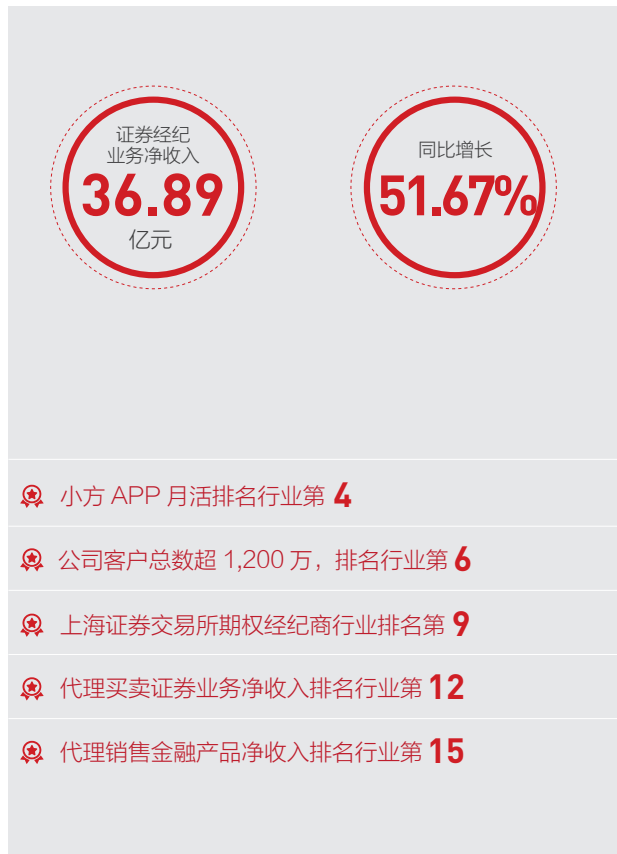 证券经纪
业务净收入
36.89
亿元
同比增长
51.67%
小方 APP 月活排名行业第 4
公司客户总数超 1,200 万，排名行业第 6
上海证券交易所期权经纪商行业排名第 9
代理买卖证券业务净收入排名行业第 12
代理销售金融产品净收入排名行业第 15